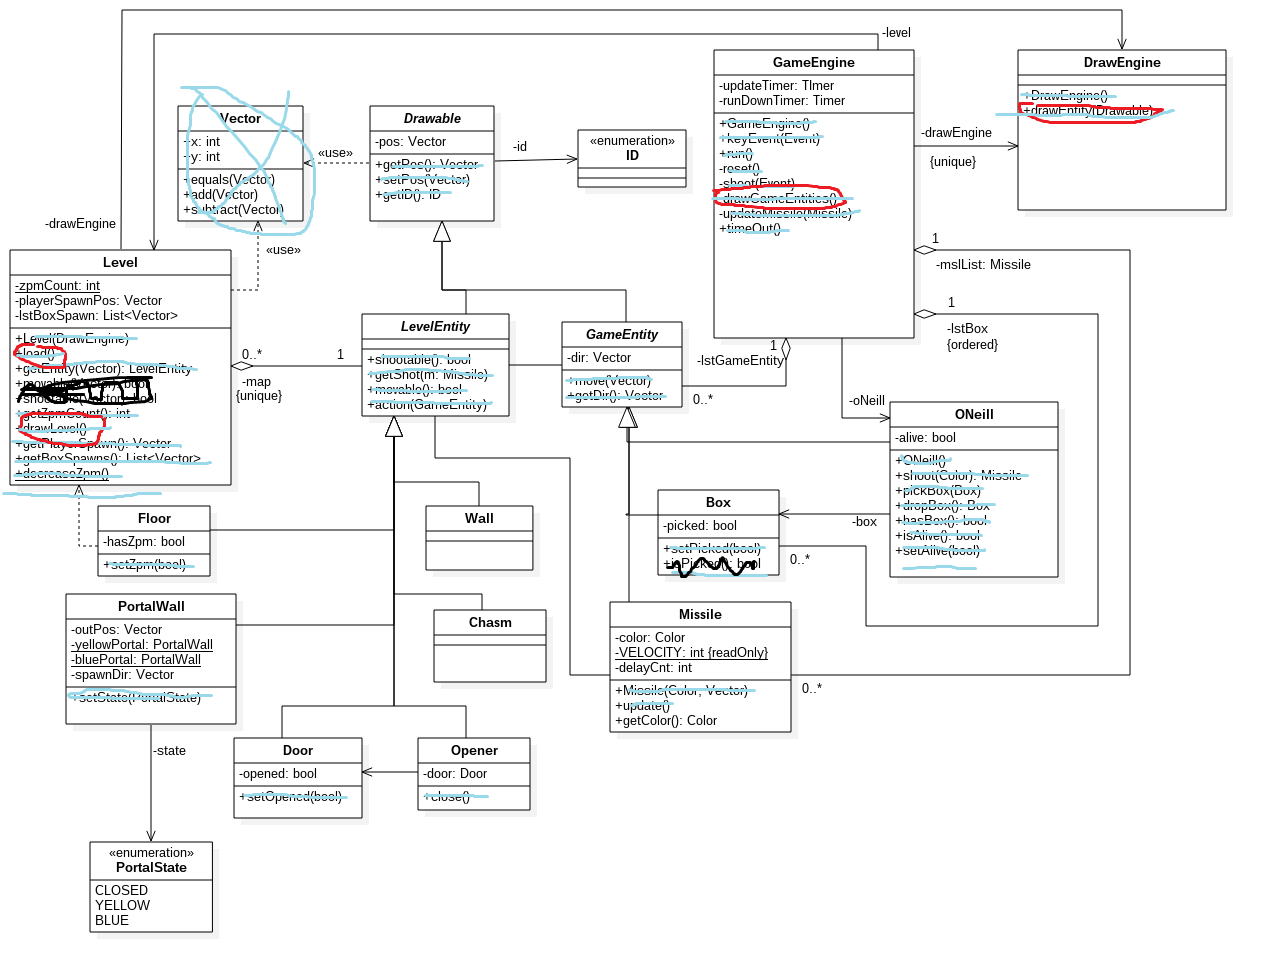 -level
GameEngine
-updateTimer: TImer
-runDownTimer: Timer
+GameEngine()
+keyEvent(Event)
+run()
-reset()
-shoot(Event)
-drawGameEntities()
-updateMissile(Missile)
+timeOut()
DrawEngine
+DrawEngine()
+drawEntity(Drawable)
-drawEngine
{unique}
Vector
+x: int
+y: int
+equals(Vector)
+add(Vector)
+subtract(Vector)
«use»
Drawable
-pos: Vector
+getPos(): Vector
+setPos(Vector)
+getID(): ID
-id
«enumeration»
ID
-drawEngine
«use»
Level
-zpmCount: int
-playerSpawnPos: Vector
-lstBoxSpawn: List<Vector>
+Level(DrawEngine)
+load()
+getEntity(Vector): LevelEntity
+movable(Vector): bool
+shootable(Vector): bool
+getZpmCount(): int
+drawLevel()
+getPlayerSpawn(): Vector
+getBoxSpawns(): List<Vector>
+decreaseZpm()
0..*
1
-map
{unique}
LevelEntity
+shootable(): bool
+getShot(m: Missile)
+movable(): bool
+action(GameEntity)
GameEntity
-dir: Vector
+move(Vector)
+getDir(): Vector
1
-lstGameEntity
0..*
1
-mslList: Missile
1
-lstBox
{ordered}
-oNeill
ONeill
-alive: bool
+ONeill()
+shoot(Color): Missile
+pickBox(Box)
+dropBox(): Box
+hasBox(): bool
+isAlive(): bool
+setAlive(bool)
-box
0..*
Box
-picked: bool
+setPicked(bool)
+isPicked(): bool
Floor
-hasZpm: bool
+setZpm(bool)
Wall
PortalWall
-outPos: Vector
-yellowPortal: PortalWall
-bluePortal: PortalWall
-spawnDir: Vector
+setState(PortalState)
Chasm
Missile
-color: Color
-VELOCITY: int {readOnly}
-delayCnt: int
+Missile(Color, Vector)
+update()
+getColor(): Color
0..*
-state
Door
-opened: bool
+setOpened(bool)
Opener
-door: Door
+close()
«enumeration»
PortalState
CLOSED
YELLOW
BLUE